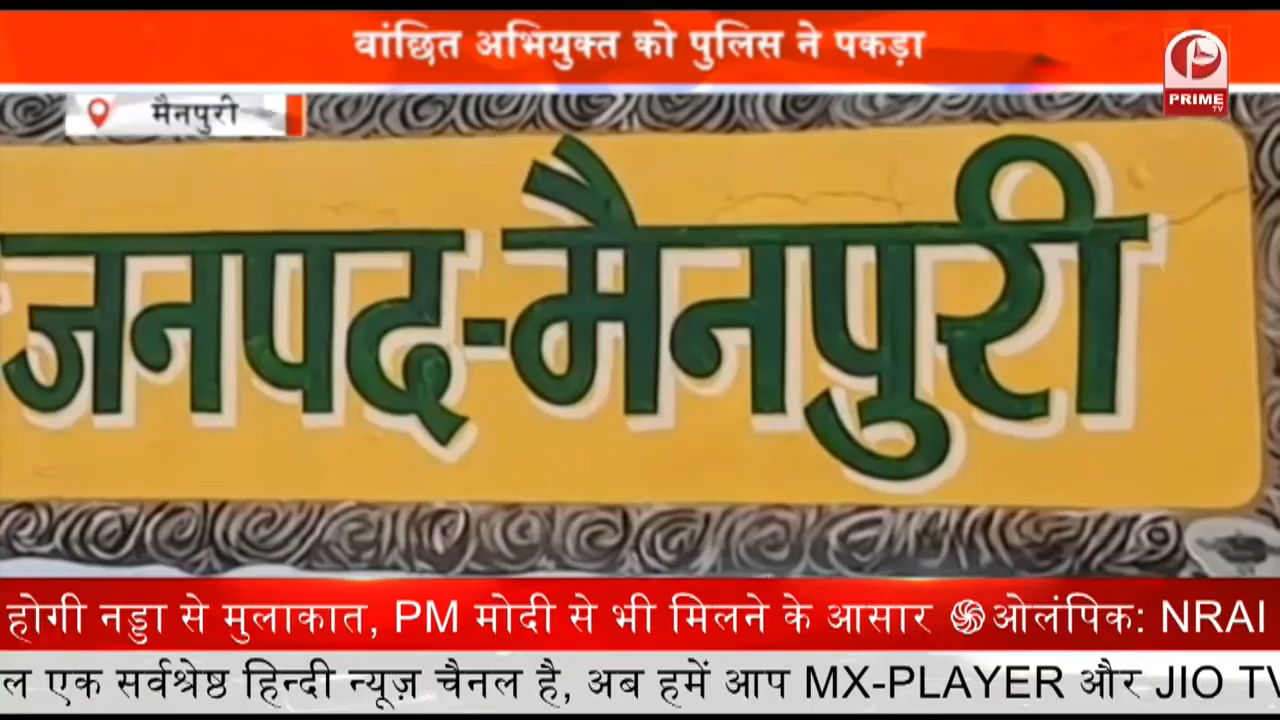 वांछित अभियुक्त को पुलिस ने पकड़ा
PRIME
TV
मैनपुरी
जनपद-मैनपुरी
होगी नड्डा से मुलाकात, PM मोदी से भी मिलने के आसार ओलंपिक: NRAI
ल एक सर्वश्रेष्ठ हिन्दी न्यूज़ चैनल है, अब हमें आप MX-PLAYER और JIO TV